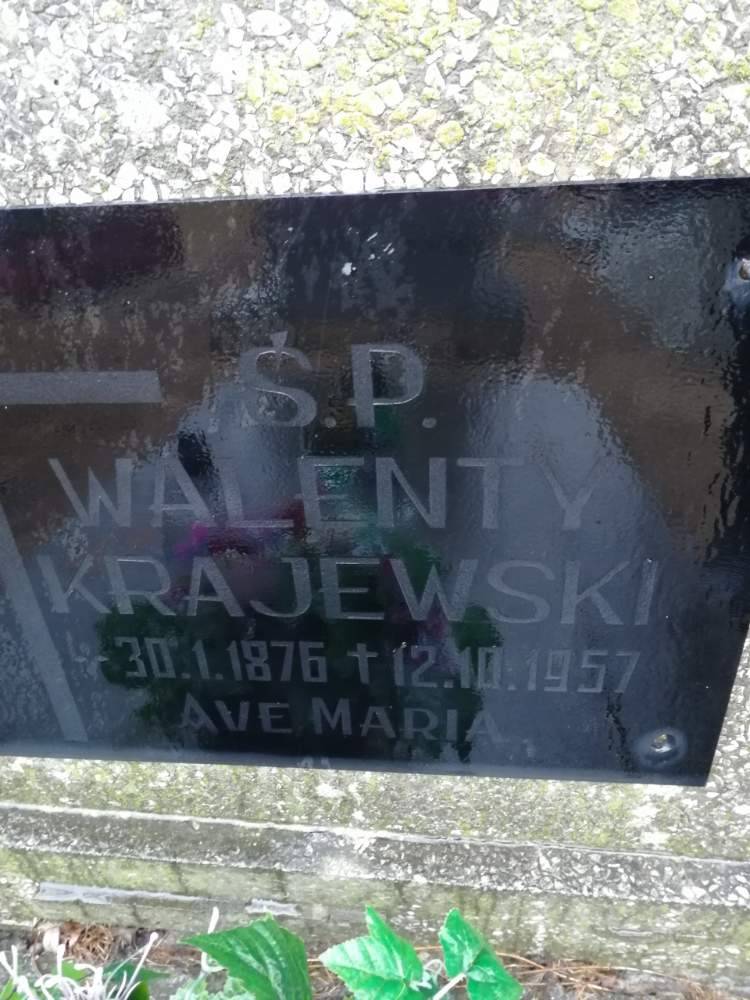 Ś.P.
WALENTY
KRAJEWSKI
* 30.1.1876 † 12.10.1957
AVE MARIA